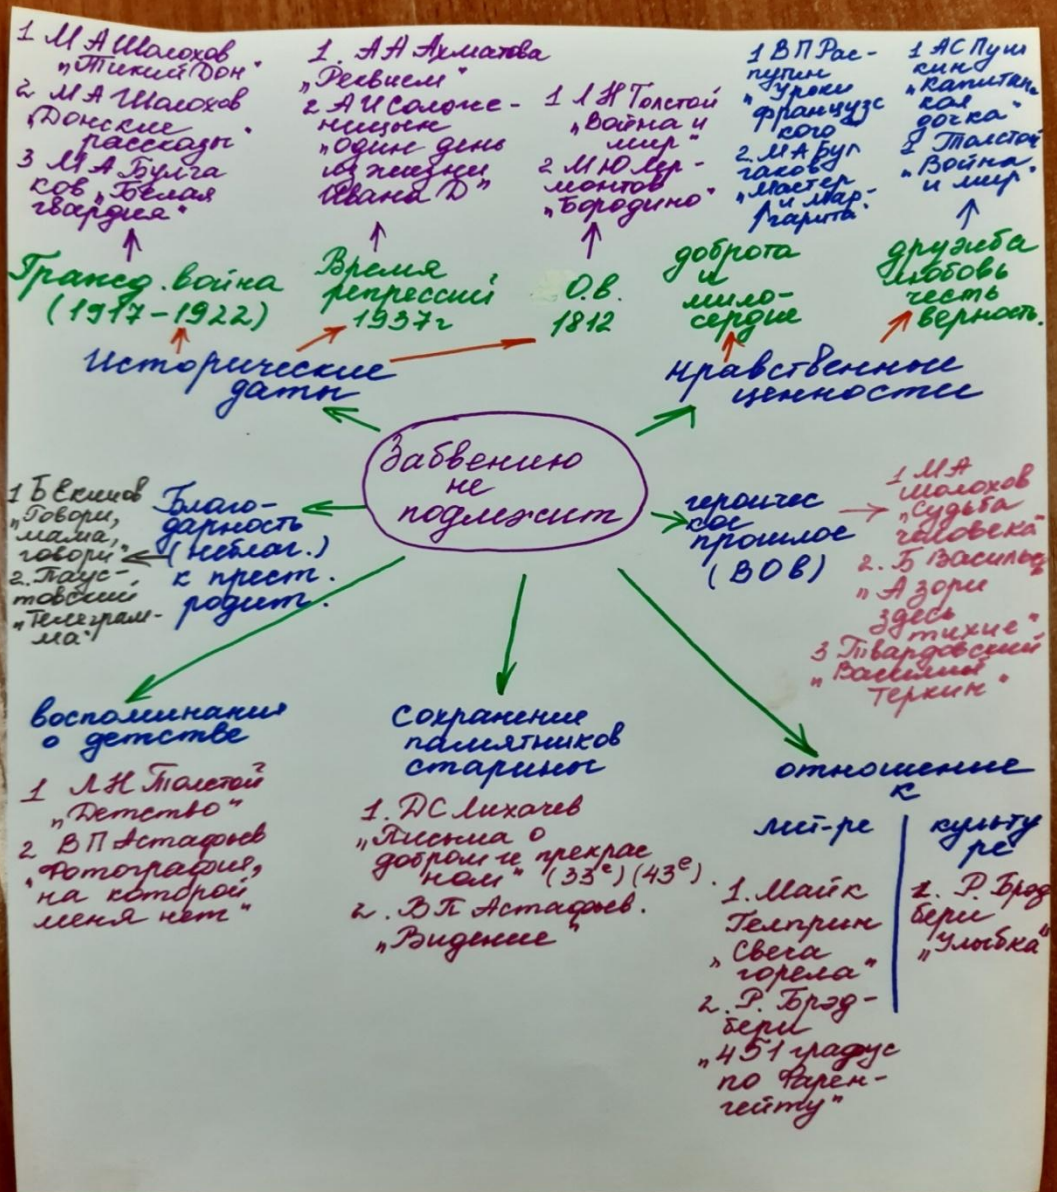 1 М А Шолохов
„Тихий Дон"
2 М А Шолохов
„Донские
рассказы"
3 М А Булга
ков „Белая
гвардия"
1. А А Ахматова
„Реквием"
2 А И Солже-
ницын
„один день
из жизни
Ивана Д"
1 Л Н Толстой
„Война и
мир"
2 М Ю Лер-
монтов
„Бородино"
1 В П Рас-
путин
„Уроки
французс
кого"
2. М А Бул
гаков
„Мастер
и Мар-
гарита"
1 А С Пуш
кин
„Капитан
ская
дочка"
2 Толстой
„Война
и мир"
Гражд. война
(1917-1922)
Время
репрессий
1937г
О.В.
1812
доброта
и
мило-
сердие
дружба
любовь
честь
верность.
Исторические
даты
нравственные
ценности
Забвению
не
подлежит
1 Б Екимов
„Говори,
мама,
говори"
2. Паус-
товский
„Телеграм-
ма"
Благо-
дарность
(неблаг.)
к прест.
родит.
героичес
кое
прошлое
(ВОВ)
1 М А
Шолохов
„Судьба
человека"
2. Б Васильев
„А зори
здесь
тихие"
3 Твардовский
„Василий
Теркин"
воспоминания
о детстве
1 Л Н Толстой
„Детство"
2 В П Астафьев
„Фотография,
на которой
меня нет"
Сохранение
памятников
старины
1. Д С Лихачев
„Письма о
добром и прекрас
ном" (33е) (43е).
2. В П Астафьев.
„Видение"
отношение
к
лит-ре
культу
ре
1. Майк
Гелприн
„Свеча
горела"
2. Р. Брэд-
бери
„451 градус
по Фарен-
гейту"
1. Р. Брэд
бери
„Улыбка"